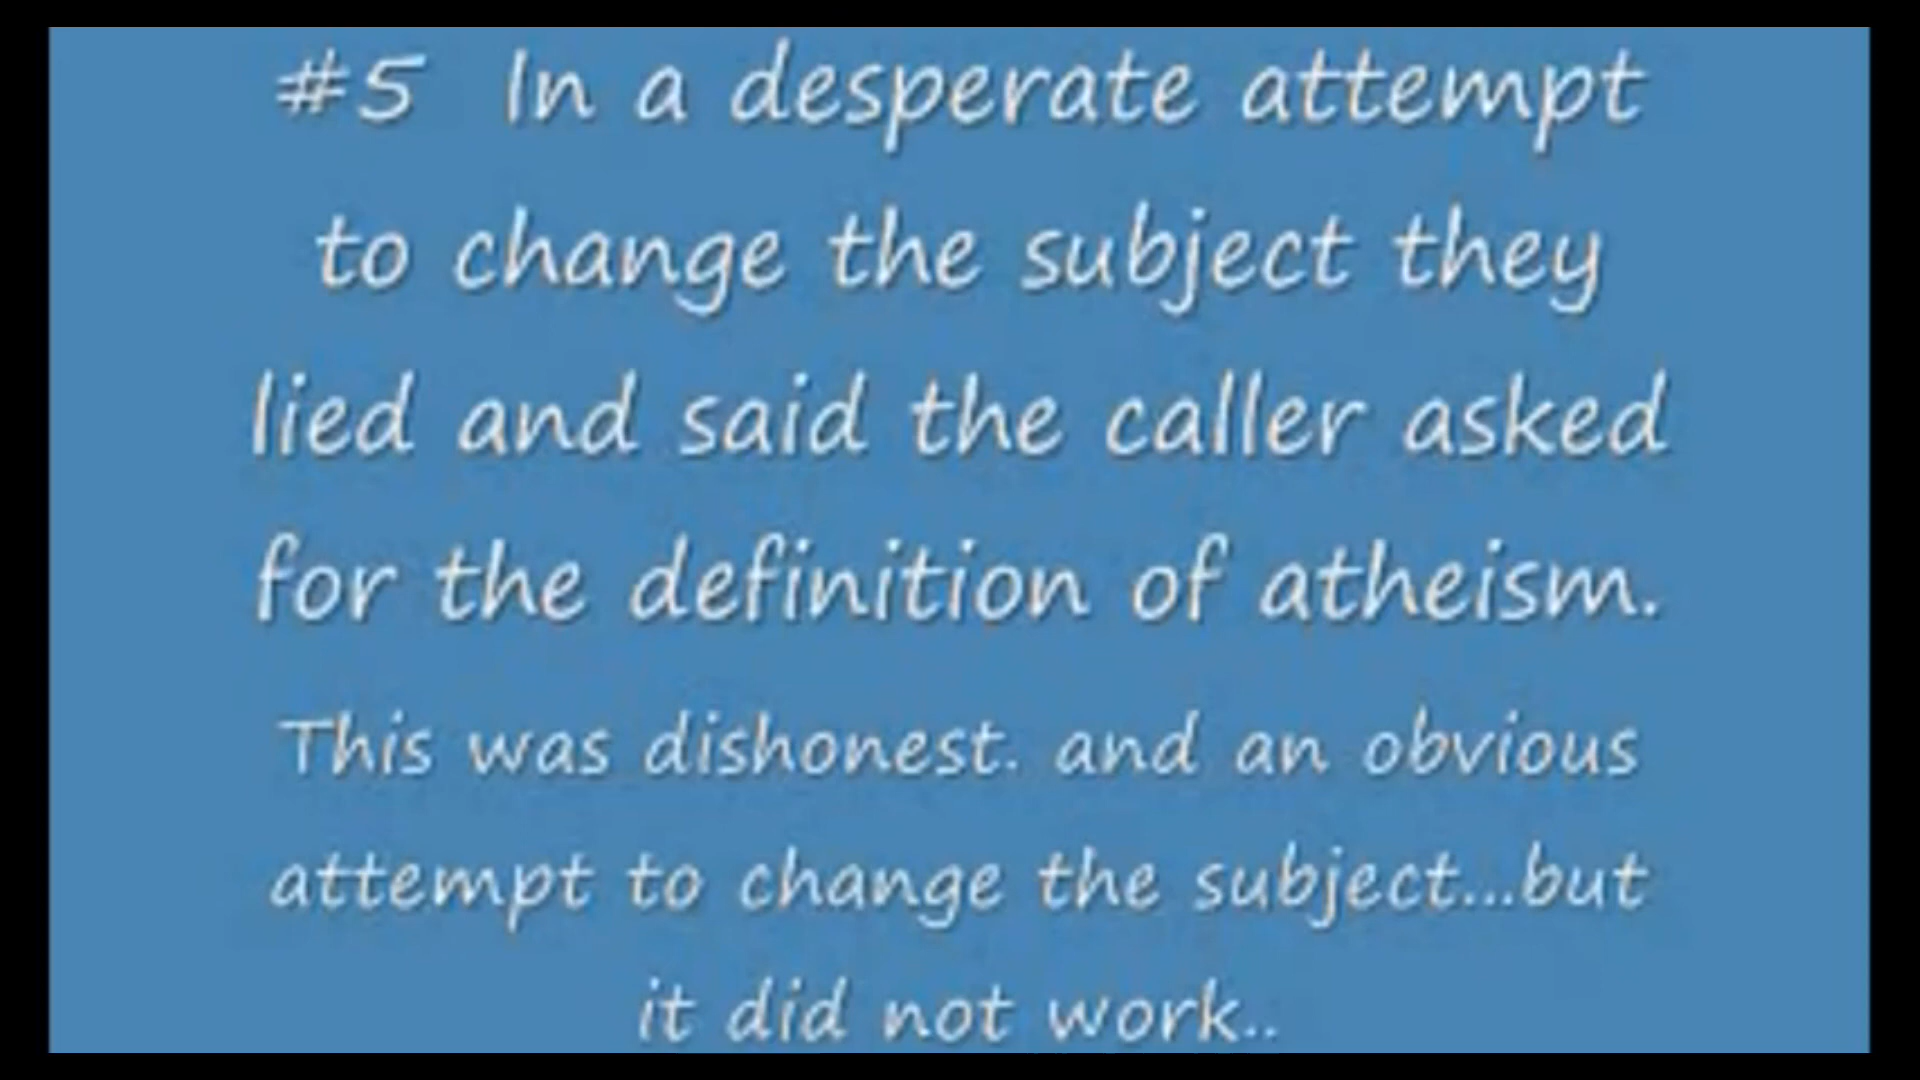 #5 In a desperate attempt
to change the subject they
lied and said the caller asked
for the definition of atheism.
This was dishonest. and an obvious
attempt to change the subject...but
it did not work..